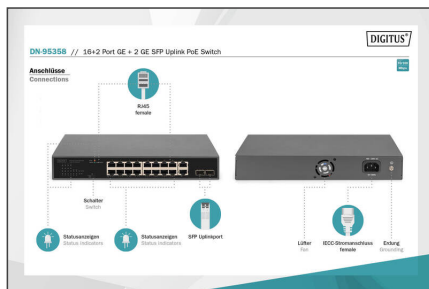 DIGITUS®
DN-95358 // 16+2 Port GE + 2 GE SFP Uplink PoE Switch
Anschlüsse
Connections
RJ45
female
Schalter
Switch
Statusanzeigen
Status indicators
Statusanzeigen
Status indicators
SFP Uplinkport
Lüfter
Fan
IECC-Stromanschluss
female
Erdung
Grounding